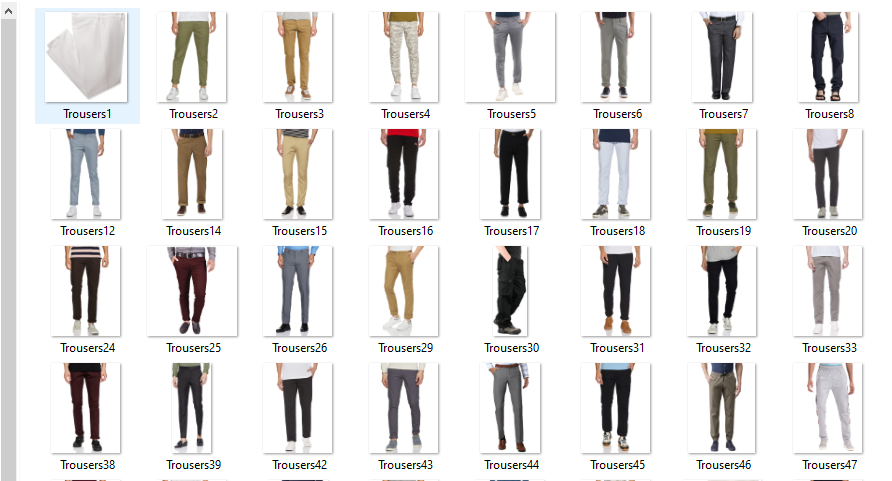 Trousers1 Trousers2 Trousers3 Trousers4 Trousers5 Trousers6 Trousers7 Trousers8
Trousers12 Trousers14 Trousers15 Trousers16 Trousers17 Trousers18 Trousers19 Trousers20
Trousers24 Trousers25 Trousers26 Trousers29 Trousers30 Trousers31 Trousers32 Trousers33
Trousers38 Trousers39 Trousers42 Trousers43 Trousers44 Trousers45 Trousers46 Trousers47